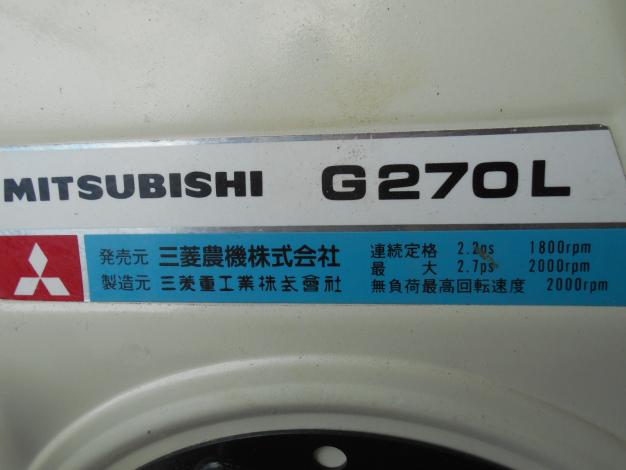 MITSUBISHI G270L
発売元 三菱農機株式会社 連続定格 2.2ps 1800rpm
製造元 三菱重工業株式會社 最大 2.7ps 2000rpm
無負荷最高回転速度 2000rpm